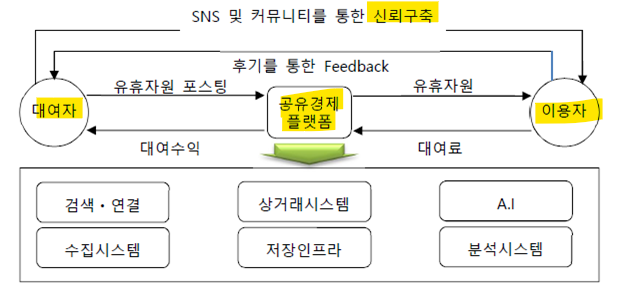 SNS 및 커뮤니티를 통한 신뢰구축
후기를 통한 Feedback
유휴자원 포스팅
유휴자원
대여자
공유경제
플랫폼
이용자
대여수익
대여료
검색·연결
상거래시스템
A.I
수집시스템
저장인프라
분석시스템